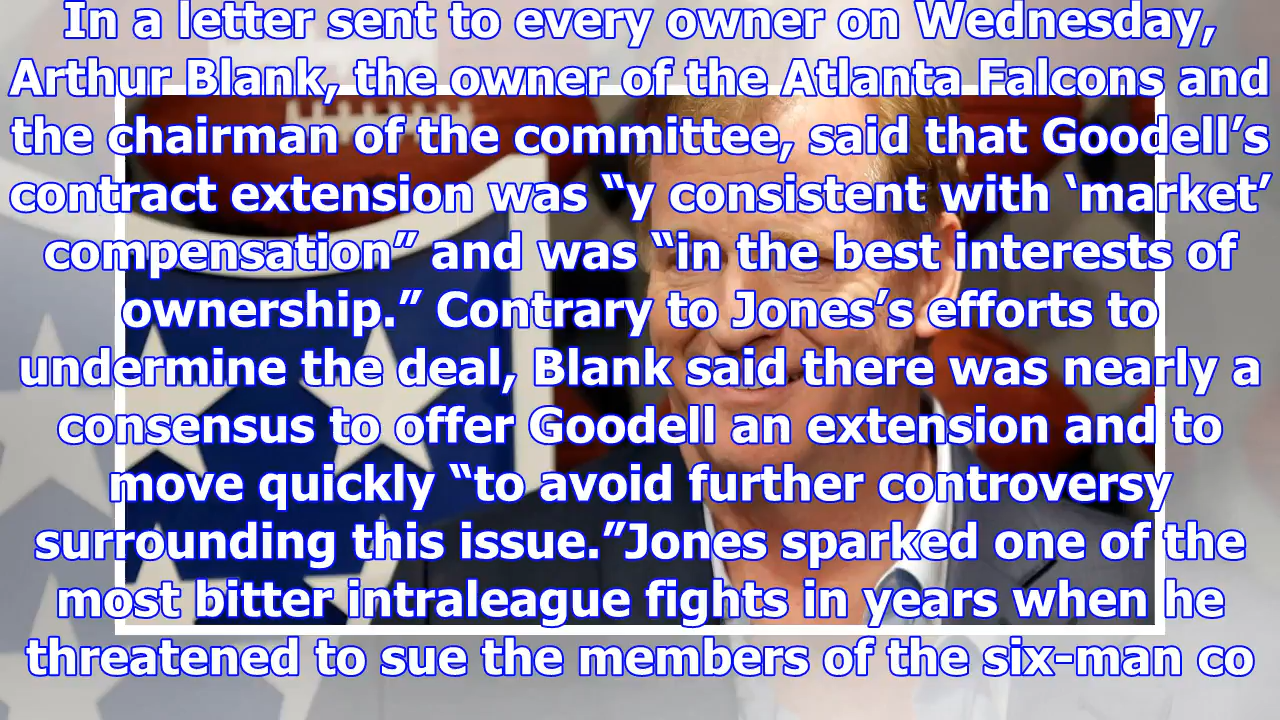 In a letter sent to every owner on Wednesday,
Arthur Blank, the owner of the Atlanta Falcons and
the chairman of the committee, said that Goodell’s
contract extension was “y consistent with ‘market’
compensation” and was “in the best interests of
ownership.” Contrary to Jones’s efforts to
undermine the deal, Blank said there was nearly a
consensus to offer Goodell an extension and to
move quickly “to avoid further controversy
surrounding this issue.”Jones sparked one of the
most bitter intraleague fights in years when he
threatened to sue the members of the six-man co